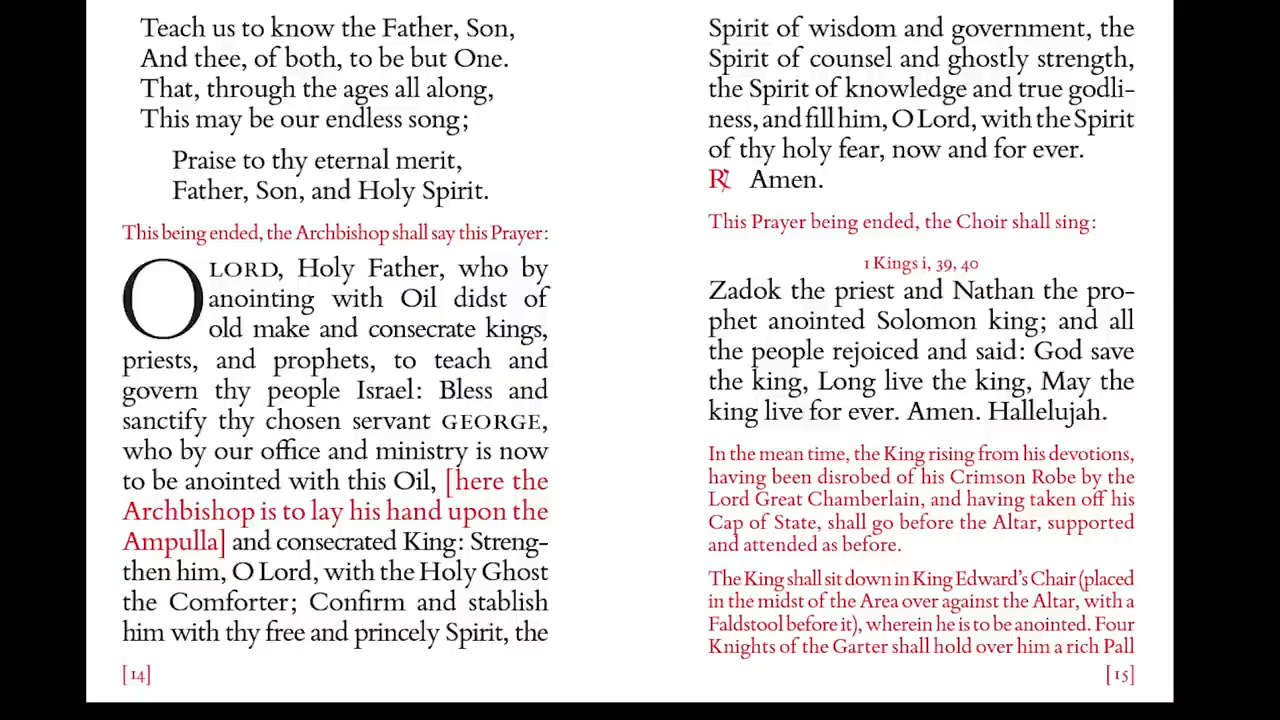 Teach us to know the Father, Son,
And thee, of both, to be but One.
That, through the ages all along,
This may be our endless song;
Praise to thy eternal merit,
Father, Son, and Holy Spirit.
This being ended, the Archbishop shall say this Prayer:
O LORD, Holy Father, who by
anointing with Oil didst of
old make and consecrate kings,
priests, and prophets, to teach and
govern thy people Israel: Bless and
sanctify thy chosen servant GEORGE,
who by our office and ministry is now
to be anointed with this Oil, [here the
Archbishop is to lay his hand upon the
Ampulla] and consecrated King: Streng-
then him, O Lord, with the Holy Ghost
the Comforter; Confirm and stablish
him with thy free and princely Spirit, the
[14]
Spirit of wisdom and government, the
Spirit of counsel and ghostly strength,
the Spirit of knowledge and true godli-
ness, and fill him, O Lord, with the Spirit
of thy holy fear, now and for ever.
℟ Amen.
This Prayer being ended, the Choir shall sing:
1 Kings i, 39, 40
Zadok the priest and Nathan the pro-
phet anointed Solomon king; and all
the people rejoiced and said: God save
the king, Long live the king, May the
king live for ever. Amen. Hallelujah.
In the mean time, the King rising from his devotions,
having been disrobed of his Crimson Robe by the
Lord Great Chamberlain, and having taken off his
Cap of State, shall go before the Altar, supported
and attended as before.
The King shall sit down in King Edward's Chair (placed
in the midst of the Area over against the Altar, with a
Faldstool before it), wherein he is to be anointed. Four
Knights of the Garter shall hold over him a rich Pall
[15]